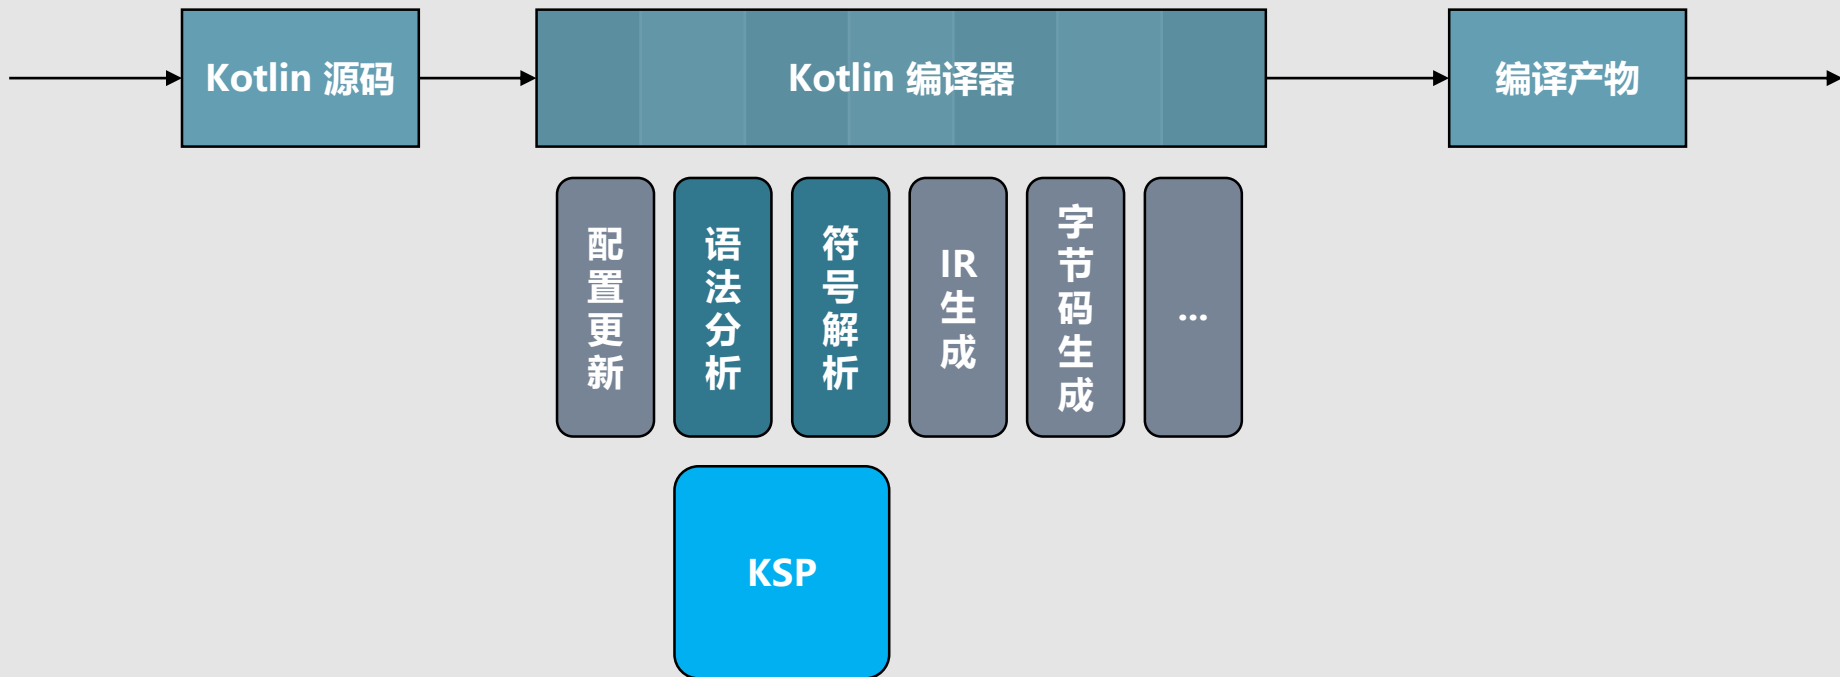 Kotlin 源码
Kotlin 编译器
编译产物
配置更新
语法分析
符号解析
IR生成
字节码生成
...
KSP